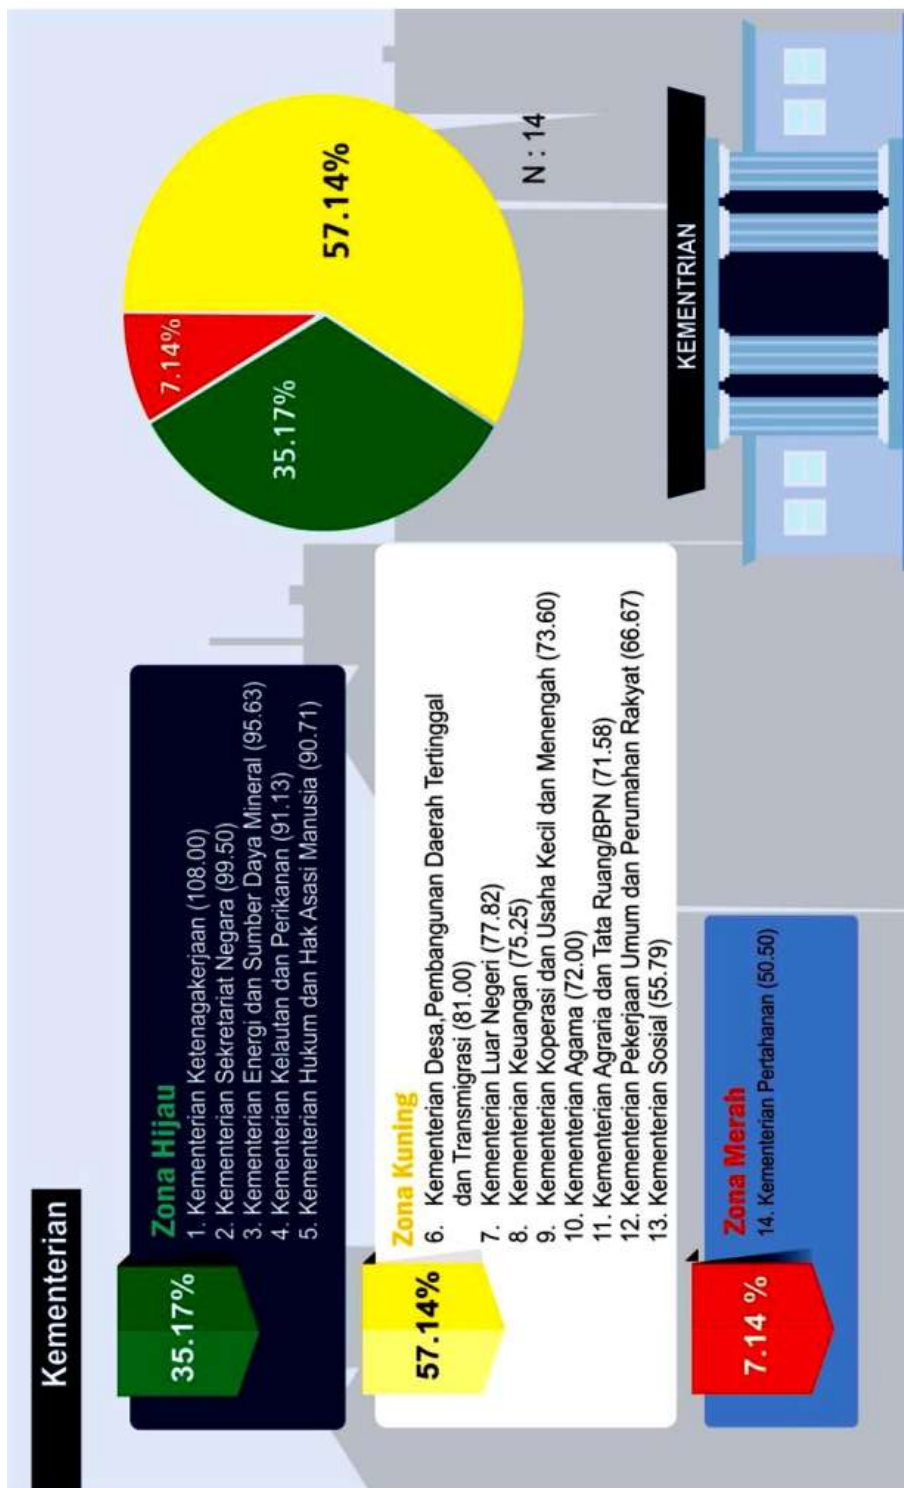 Kementerian
35.17%
Zona Hijau
1. Kementerian Ketenagakerjaan (108.00)
2. Kementerian Sekretariat Negara (99.50)
3. Kementerian Energi dan Sumber Daya Mineral (95.63)
4. Kementerian Kelautan dan Perikanan (91.13)
5. Kementerian Hukum dan Hak Asasi Manusia (90.71)
57.14%
Zona Kuning
6. Kementerian Desa,Pembangunan Daerah Tertinggal
dan Transmigrasi (81.00)
7. Kementerian Luar Negeri (77.82)
8. Kementerian Keuangan (75.25)
9. Kementerian Koperasi dan Usaha Kecil dan Menengah (73.60)
10. Kementerian Agama (72.00)
11. Kementerian Agraria dan Tata Ruang/BPN (71.58)
12. Kementerian Pekerjaan Umum dan Perumahan Rakyat (66.67)
13. Kementerian Sosial (55.79)
7.14 %
Zona Merah
14. Kementerian Pertahanan (50.50)
7.14%
35.17%
57.14%
N : 14
KEMENTRIAN